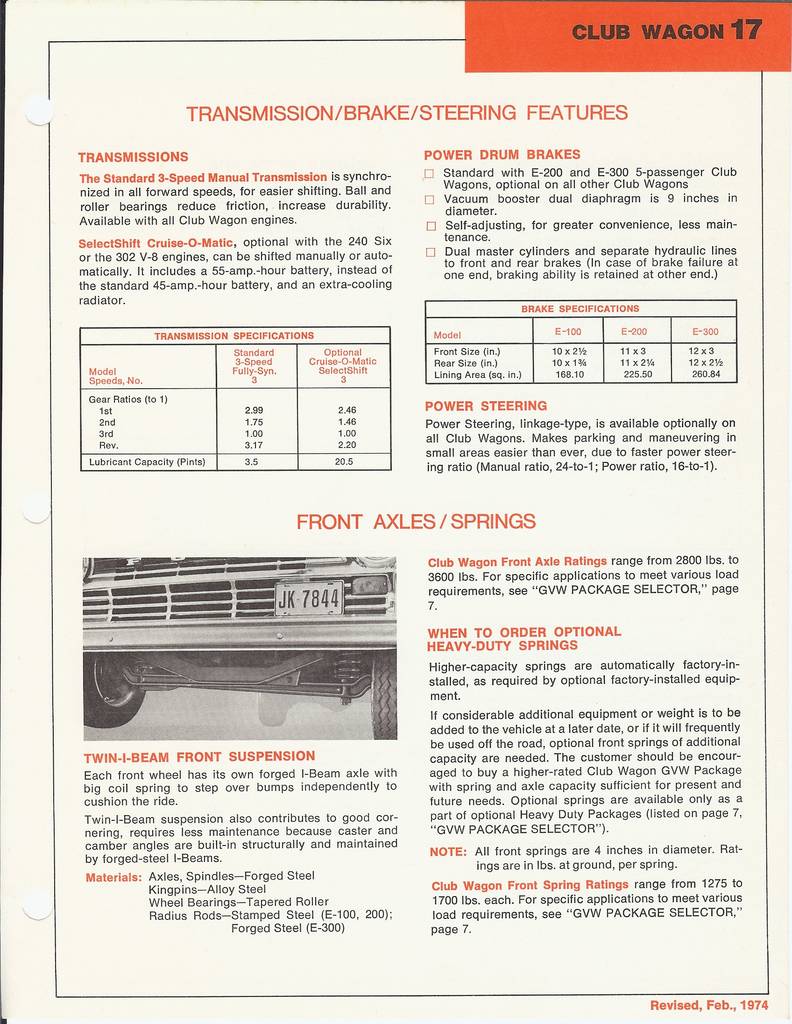 CLUB WAGON 17
TRANSMISSION/BRAKE/STEERING FEATURES
TRANSMISSIONS
The Standard 3-Speed Manual Transmission is synchro-
nized in all forward speeds, for easier shifting. Ball and
roller bearings reduce friction, increase durability.
Available with all Club Wagon engines.
SelectShift Cruise-O-Matic, optional with the 240 Six
or the 302 V-8 engines, can be shifted manually or auto-
matically. It includes a 55-amp.-hour battery, instead of
the standard 45-amp.-hour battery, and an extra-cooling
radiator.
TRANSMISSION SPECIFICATIONS
Model Speeds, No. | Standard 3-Speed Fully-Syn. 3 | Optional Cruise-O-Matic SelectShift 3
Gear Ratios (to 1)
1st 2.99 2.46
2nd 1.75 1.46
3rd 1.00 1.00
Rev. 3.17 2.20
Lubricant Capacity (Pints) 3.5 20.5
POWER DRUM BRAKES
□ Standard with E-200 and E-300 5-passenger Club
Wagons, optional on all other Club Wagons
□ Vacuum booster dual diaphragm is 9 inches in
diameter.
□ Self-adjusting, for greater convenience, less main-
tenance.
□ Dual master cylinders and separate hydraulic lines
to front and rear brakes (In case of brake failure at
one end, braking ability is retained at other end.)
BRAKE SPECIFICATIONS
Model E-100 E-200 E-300
Front Size (in.) 10 x 2½ 11 x 3 12 x 3
Rear Size (in.) 10 x 1¾ 11 x 2¼ 12 x 2½
Lining Area (sq. in.) 168.10 225.50 260.84
POWER STEERING
Power Steering, linkage-type, is available optionally on
all Club Wagons. Makes parking and maneuvering in
small areas easier than ever, due to faster power steer-
ing ratio (Manual ratio, 24-to-1; Power ratio, 16-to-1).
FRONT AXLES/SPRINGS
JK-7844
TWIN-I-BEAM FRONT SUSPENSION
Each front wheel has its own forged I-Beam axle with
big coil spring to step over bumps independently to
cushion the ride.
Twin-I-Beam suspension also contributes to good cor-
nering, requires less maintenance because caster and
camber angles are built-in structurally and maintained
by forged-steel I-Beams.
Materials: Axles, Spindles—Forged Steel
Kingpins—Alloy Steel
Wheel Bearings—Tapered Roller
Radius Rods—Stamped Steel (E-100, 200);
Forged Steel (E-300)
Club Wagon Front Axle Ratings range from 2800 lbs. to
3600 lbs. For specific applications to meet various load
requirements, see "GVW PACKAGE SELECTOR," page
7.
WHEN TO ORDER OPTIONAL
HEAVY-DUTY SPRINGS
Higher-capacity springs are automatically factory-in-
stalled, as required by optional factory-installed equip-
ment.
If considerable additional equipment or weight is to be
added to the vehicle at a later date, or if it will frequently
be used off the road, optional front springs of additional
capacity are needed. The customer should be encour-
aged to buy a higher-rated Club Wagon GVW Package
with spring and axle capacity sufficient for present and
future needs. Optional springs are available only as a
part of optional Heavy Duty Packages (listed on page 7,
"GVW PACKAGE SELECTOR").
NOTE: All front springs are 4 inches in diameter. Rat-
ings are in lbs. at ground, per spring.
Club Wagon Front Spring Ratings range from 1275 to
1700 lbs. each. For specific applications to meet various
load requirements, see "GVW PACKAGE SELECTOR,"
page 7.
Revised, Feb., 1974